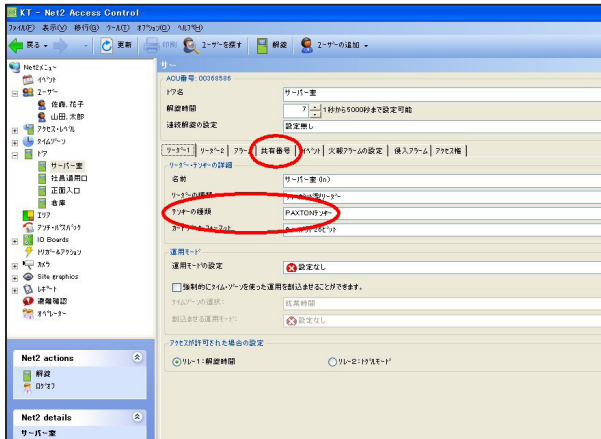 KT - Net2 Access Control
ﾌｧｲﾙ(F) 表示(V) 移行(G) ﾂｰﾙ(T) ｵﾌﾟｼｮﾝ(O) ﾍﾙﾌﾟ(H)
戻る 更新 印刷 ﾕｰｻﾞｰを探す 解錠 ﾕｰｻﾞｰの追加
Net2ﾒﾆｭｰ
ｲﾍﾞﾝﾄ
ﾕｰｻﾞｰ
佐藤, 花子
山田, 太郎
ｱｸｾｽ･ﾚﾍﾞﾙ
ﾀｲﾑｿﾞｰﾝ
ﾄﾞｱ
サーバー室
社員通用口
正面入口
倉庫
ｴﾘｱ
ｱﾝﾁ･ﾊﾟｽﾊﾞｯｸ
IO Boards
ﾄﾘｶﾞｰ&ｱｸｼｮﾝ
ｶﾒﾗ
Site graphics
ﾚﾎﾟｰﾄ
避難確認
ｵﾍﾟﾚｰﾀｰ
Net2 actions
解錠
ﾛｸﾞｵﾌ
Net2 details
サーバー室
サー
ACU番号: 00368586
ﾄﾞｱ名 サーバー室
解錠時間 7 1秒から5000秒まで設定可能
連続解錠の設定 設定無し
ﾘｰﾀﾞｰ1 ﾘｰﾀﾞｰ2 ｱﾗｰﾑ 共有番号 ｲﾍﾞﾝﾄ 火報ｱﾗｰﾑの設定 侵入ｱﾗｰﾑ ｱｸｾｽ権
ﾘｰﾀﾞｰ･ﾃﾝｷｰの詳細
名前 サーバー室 (In)
ﾘｰﾀﾞｰの種類
ﾃﾝｷｰの種類 PAXTONﾃﾝｷｰ
運用ﾓｰﾄﾞ
運用ﾓｰﾄﾞの設定 設定なし
強制的にﾀｲﾑ･ｿﾞｰﾝを使った運用を割込ませることができます。
ﾀｲﾑｿﾞｰﾝの選択: 就業時間
割込ませる運用ﾓｰﾄﾞ: 設定なし
ｱｸｾｽが許可された場合の設定
ﾘﾚｰ1:解錠時間 ﾘﾚｰ2:ﾄｸﾞﾙﾓｰﾄﾞ